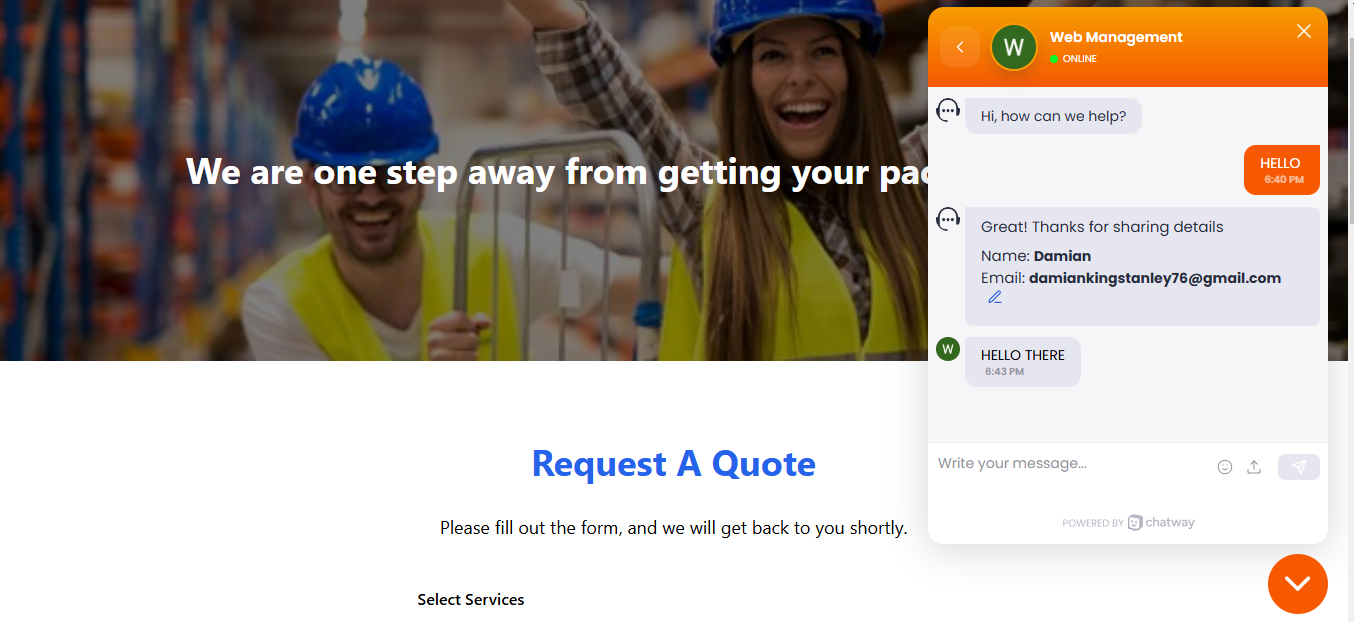 We are one step away from getting your
Request A Quote
Please fill out the form, and we will get back to you shortly.
Select Services
W
Web Management
ONLINE
Hi, how can we help?
HELLO
6:40 PM
Great! Thanks for sharing details
Name: Damian
Email: damiankingstanley76@gmail.com
W
HELLO THERE
6:43 PM
Write your message...
POWERED BY chatway